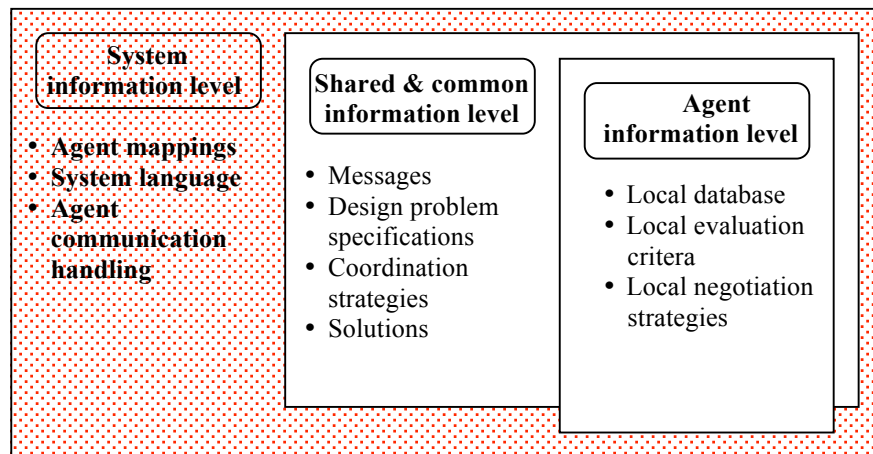 System
information level
• Agent mappings
• System language
• Agent
communication
handling
Shared & common
information level
• Messages
• Design problem
specifications
• Coordination
strategies
• Solutions
Agent
information level
• Local database
• Local evaluation
critera
• Local negotiation
strategies